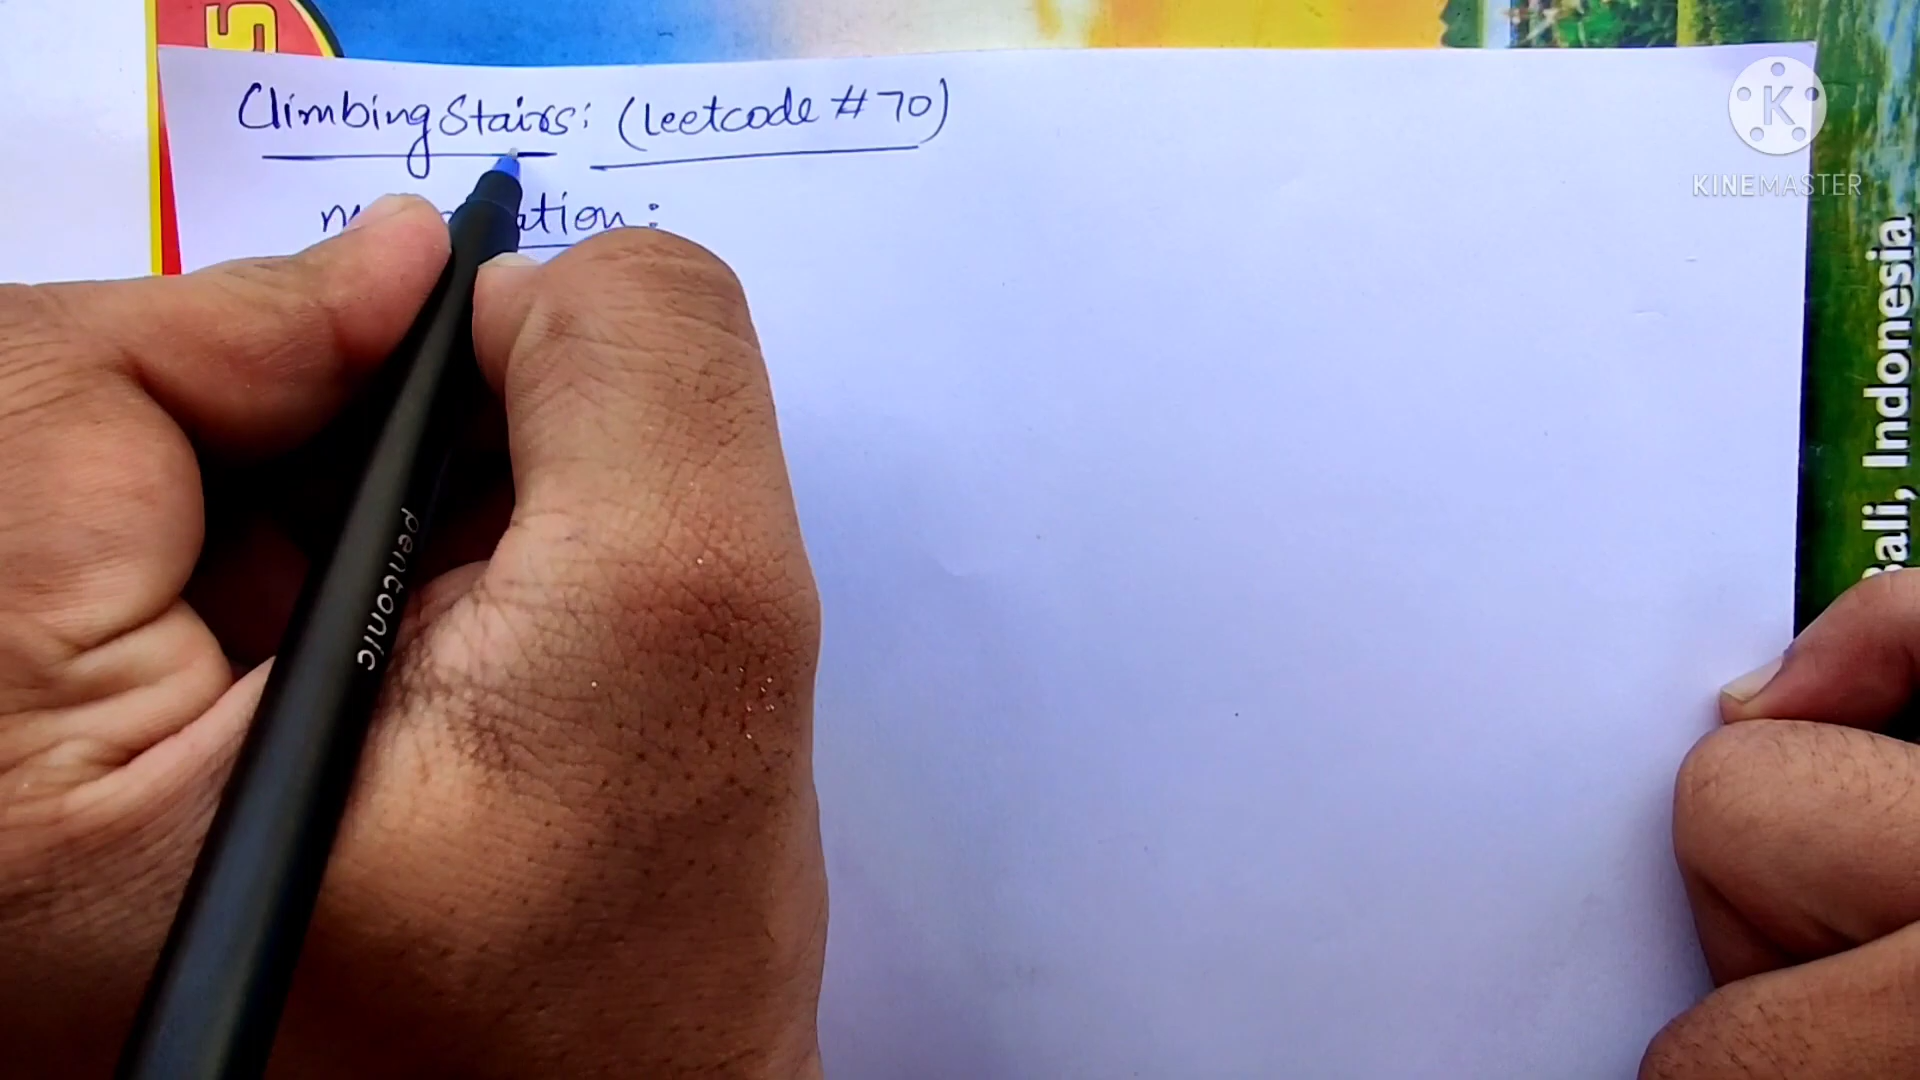 S
Climbing Stairs: (leetcode #70)
KINEMASTER
Bali, Indonesia
pentonic